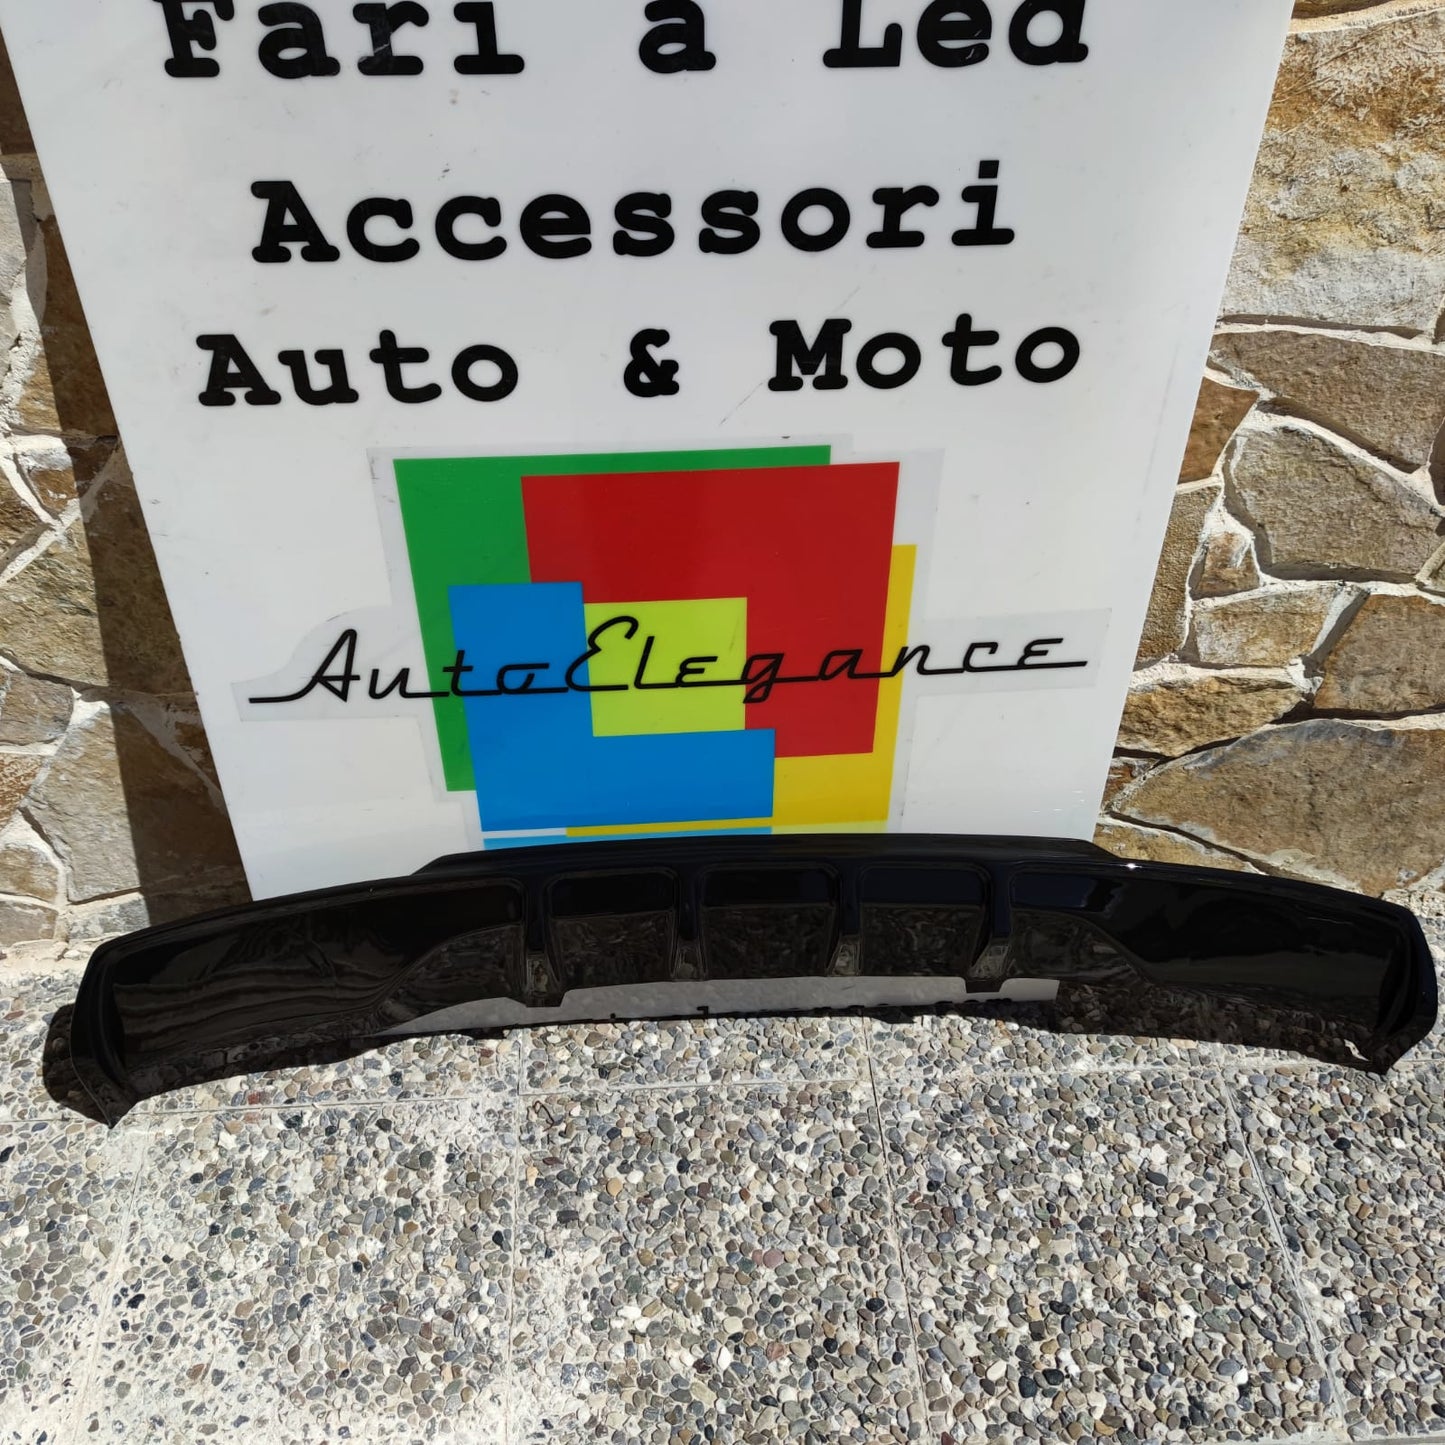 Fari a Led
Accessori
Auto & Moto
AutoElegance